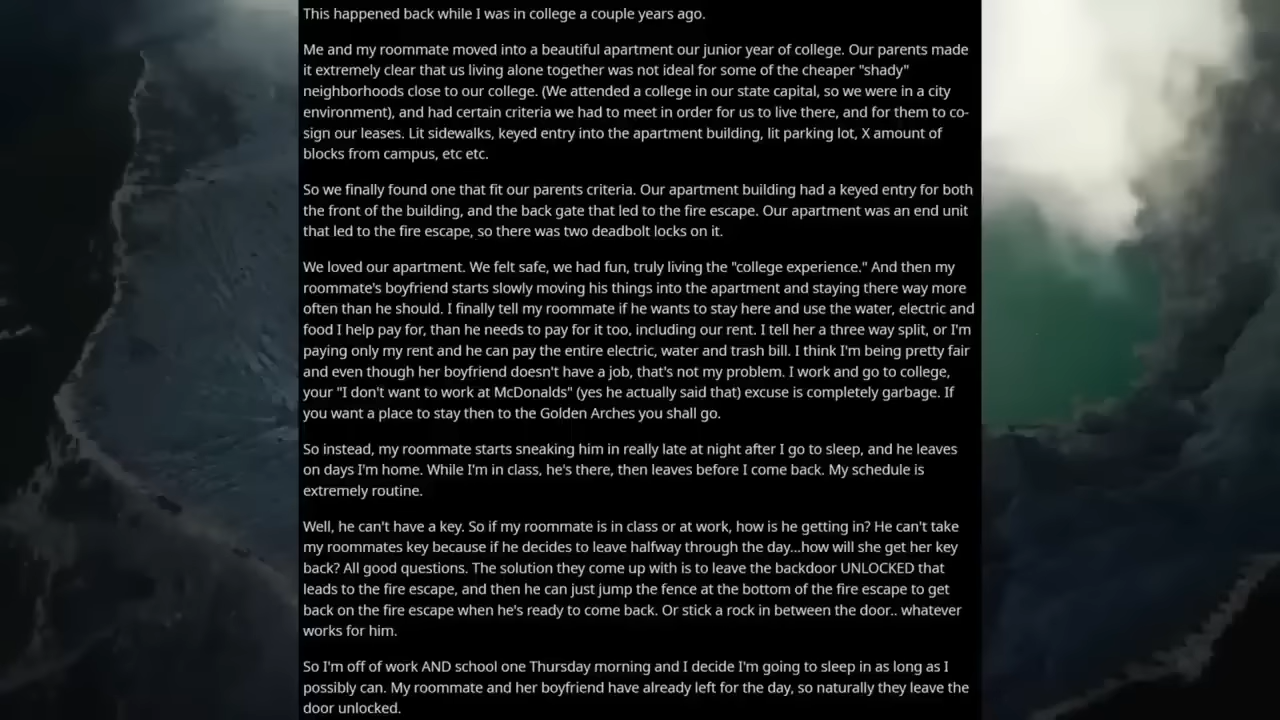 This happened back while I was in college a couple years ago.
Me and my roommate moved into a beautiful apartment our junior year of college. Our parents made
it extremely clear that us living alone together was not ideal for some of the cheaper "shady"
neighborhoods close to our college. (We attended a college in our state capital, so we were in a city
environment), and had certain criteria we had to meet in order for us to live there, and for them to co-
sign our leases. Lit sidewalks, keyed entry into the apartment building, lit parking lot, X amount of
blocks from campus, etc etc.
So we finally found one that fit our parents criteria. Our apartment building had a keyed entry for both
the front of the building, and the back gate that led to the fire escape. Our apartment was an end unit
that led to the fire escape, so there was two deadbolt locks on it.
We loved our apartment. We felt safe, we had fun, truly living the "college experience." And then my
roommate's boyfriend starts slowly moving his things into the apartment and staying there way more
often than he should. I finally tell my roommate if he wants to stay here and use the water, electric and
food I help pay for, than he needs to pay for it too, including our rent. I tell her a three way split, or I'm
paying only my rent and he can pay the entire electric, water and trash bill. I think I'm being pretty fair
and even though her boyfriend doesn't have a job, that's not my problem. I work and go to college,
your "I don't want to work at McDonalds" (yes he actually said that) excuse is completely garbage. If
you want a place to stay then to the Golden Arches you shall go.
So instead, my roommate starts sneaking him in really late at night after I go to sleep, and he leaves
on days I'm home. While I'm in class, he's there, then leaves before I come back. My schedule is
extremely routine.
Well, he can't have a key. So if my roommate is in class or at work, how is he getting in? He can't take
my roommates key because if he decides to leave halfway through the day...how will she get her key
back? All good questions. The solution they come up with is to leave the backdoor UNLOCKED that
leads to the fire escape, and then he can just jump the fence at the bottom of the fire escape to get
back on the fire escape when he's ready to come back. Or stick a rock in between the door.. whatever
works for him.
So I'm off of work AND school one Thursday morning and I decide I'm going to sleep in as long as I
possibly can. My roommate and her boyfriend have already left for the day, so naturally they leave the
door unlocked.